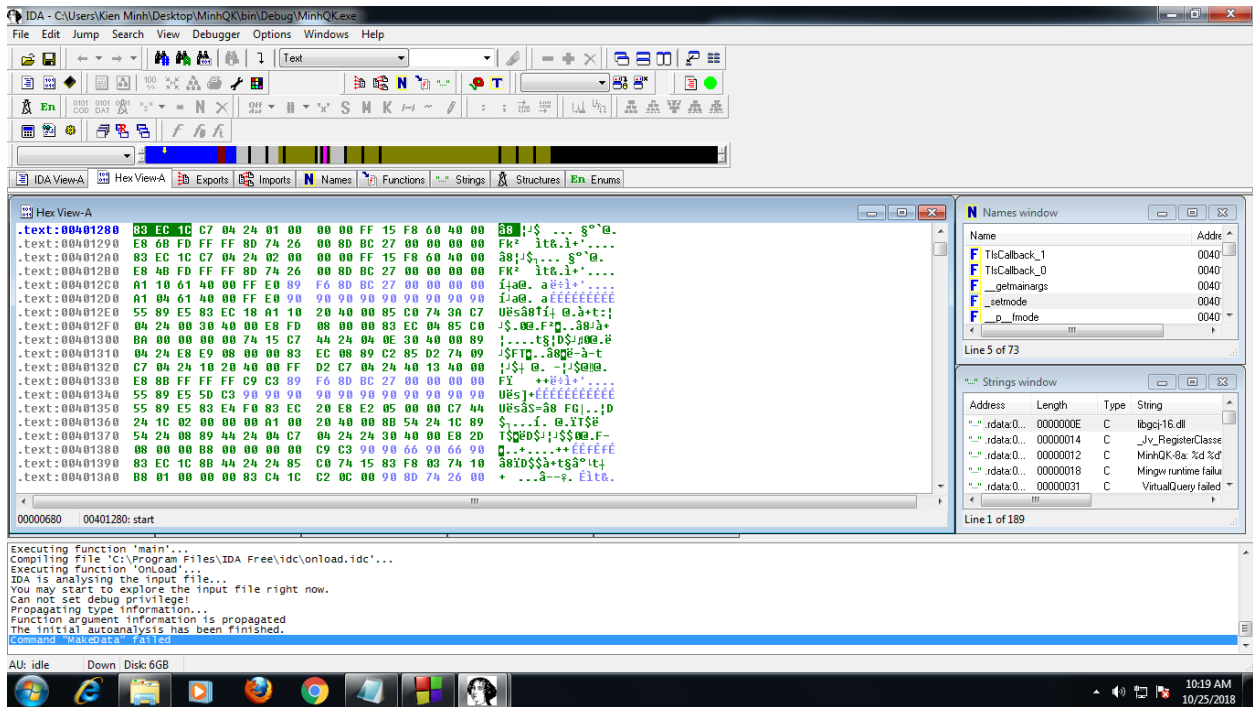 IDA - C:\Users\Kien Minh\Desktop\MinhQK\bin\Debug\MinhQK.exe
File Edit Jump Search View Debugger Options Windows Help
Text
En
IDA View-A Hex View-A Exports Imports N Names Functions "..." Strings Structures En Enums
Hex View-A
.text:00401280 83 EC 1C C7 04 24 01 00 00 00 FF 15 F8 60 40 00
.text:00401290 E8 6B FD FF FF 8D 74 26 00 8D BC 27 00 00 00 00
.text:004012A0 83 EC 1C C7 04 24 02 00 00 00 FF 15 F8 60 40 00
.text:004012B0 E8 4B FD FF FF 8D 74 26 00 8D BC 27 00 00 00 00
.text:004012C0 A1 10 61 40 00 FF E0 89 F6 8D BC 27 00 00 00 00
.text:004012D0 A1 04 61 40 00 FF E0 90 90 90 90 90 90 90 90 90
.text:004012E0 55 89 E5 83 EC 18 A1 10 20 40 00 85 C0 74 3A C7
.text:004012F0 04 24 00 30 40 00 E8 FD 08 00 00 83 EC 04 85 C0
.text:00401300 BA 00 00 00 00 74 15 C7 44 24 04 0E 30 40 00 89
.text:00401310 04 24 E8 E9 08 00 00 83 EC 08 89 C2 85 D2 74 09
.text:00401320 C7 04 24 10 20 40 00 FF D2 C7 04 24 40 13 40 00
.text:00401330 E8 8B FF FF FF C9 C3 89 F6 8D BC 27 00 00 00 00
.text:00401340 55 89 E5 5D C3 90 90 90 90 90 90 90 90 90 90 90
.text:00401350 55 89 E5 83 E4 F0 83 EC 20 E8 E2 05 00 00 C7 44
.text:00401360 24 1C 02 00 00 00 A1 00 20 40 00 8B 54 24 1C 89
.text:00401370 54 24 08 89 44 24 04 C7 04 24 24 30 40 00 E8 2D
.text:00401380 08 00 00 B8 00 00 00 00 C9 C3 90 90 66 90 66 90
.text:00401390 83 EC 1C 8B 44 24 24 85 C0 74 15 83 F8 03 74 10
.text:004013A0 B8 01 00 00 00 83 C4 1C C2 0C 00 90 8D 74 26 00
00000680 00401280: start
Names window
Name Addre
F TlsCallback_1 0040
F TlsCallback_0 0040
F __getmainargs 0040
F _setmode 0040
F __p__fmode 0040
Line 5 of 73
Strings window
Address Length Type String
"..." .rdata:0... 0000000E C libgcj-16.dll
"..." .rdata:0... 00000014 C _Jv_RegisterClasse
"..." .rdata:0... 00000012 C MinhQK-8a: %d %d
"..." .rdata:0... 00000018 C Mingw runtime failu
"..." .rdata:0... 00000031 C VirtualQuery failed
Line 1 of 189
Executing function 'main'...
Compiling file 'C:\Program Files\IDA Free\idc\onload.idc'...
Executing function 'OnLoad'...
IDA is analysing the input file...
You may start to explore the input file right now.
Can not set debug privilege!
Propagating type information...
Function argument information is propagated
The initial autoanalysis has been finished.
Command "MakeData" failed
AU: idle Down Disk: 6GB
10:19 AM
10/25/2018